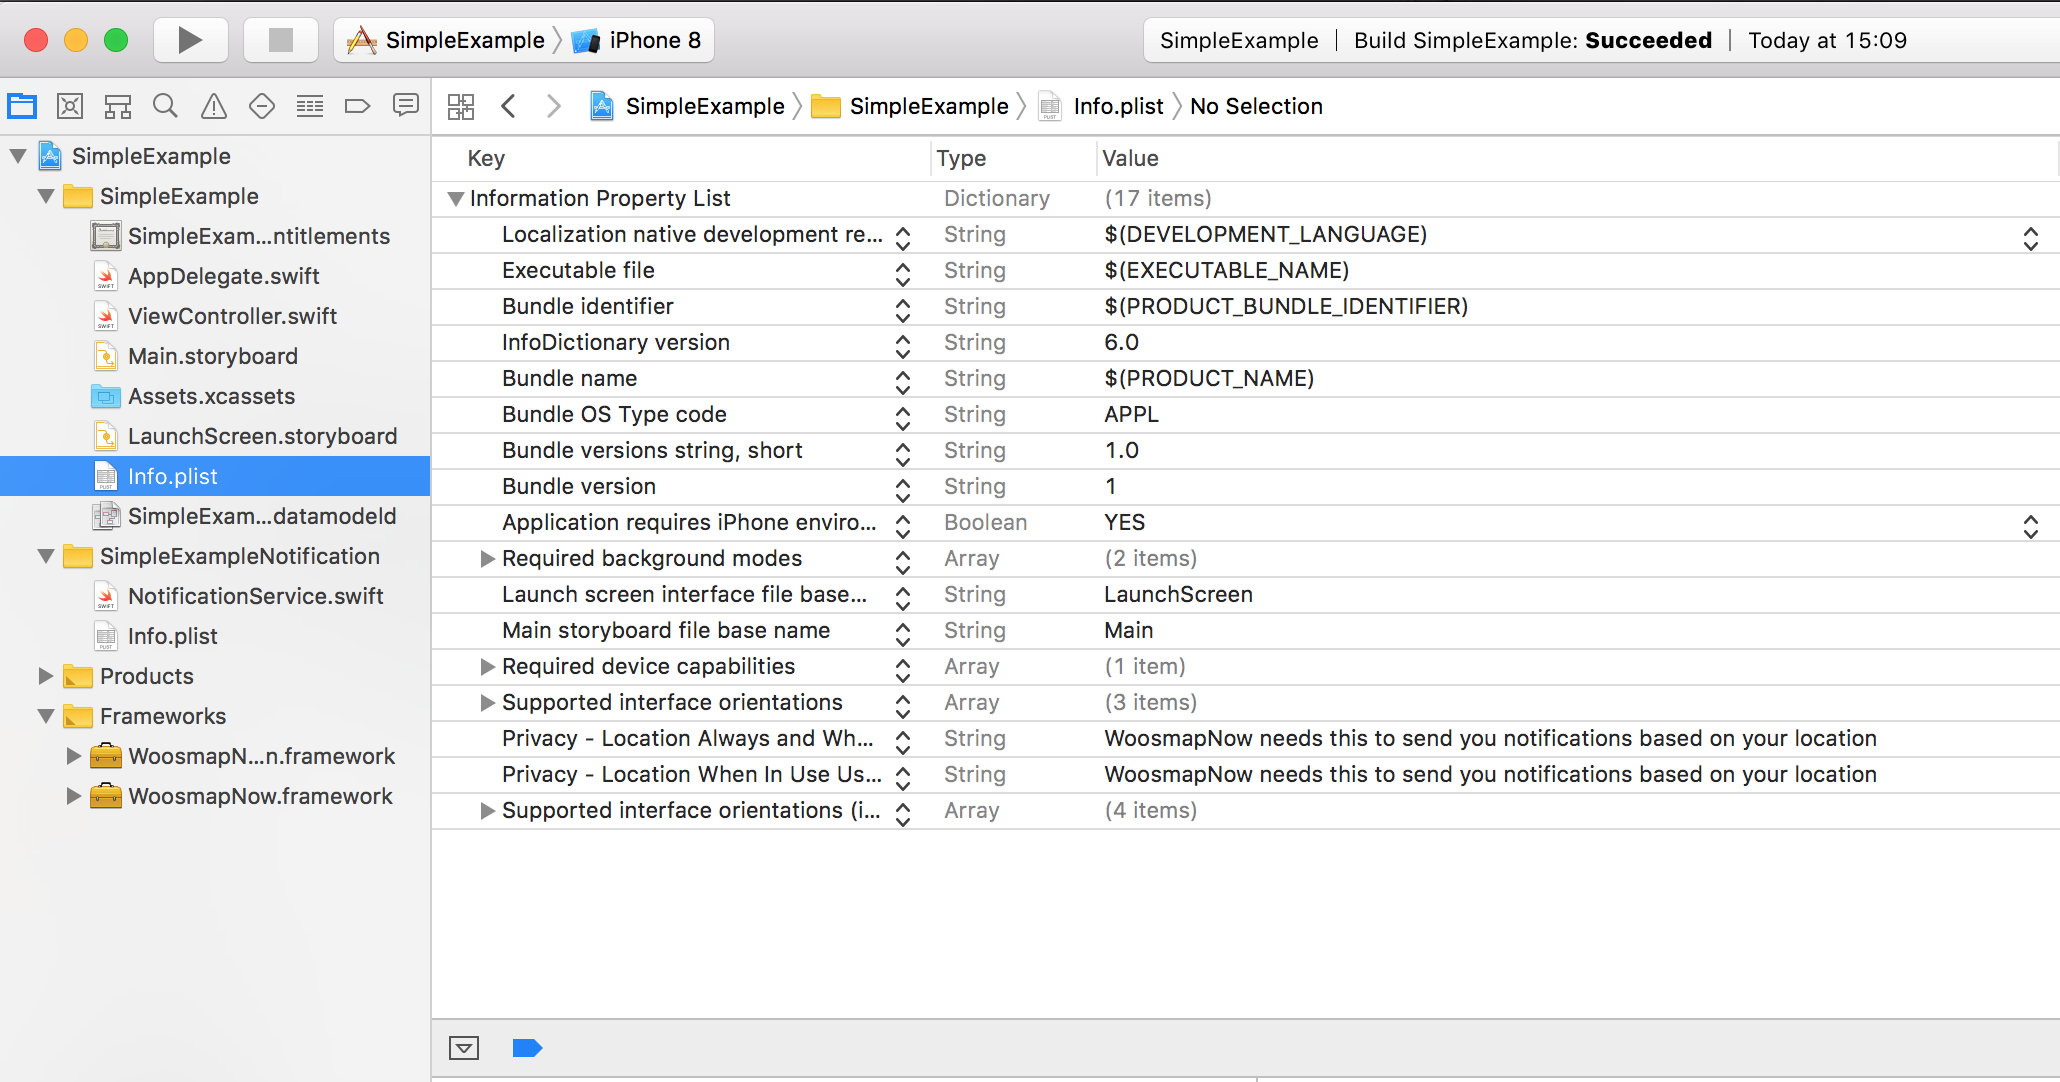 SimpleExample iPhone 8
SimpleExample | Build SimpleExample: Succeeded | Today at 15:09
SimpleExample SimpleExample Info.plist No Selection
SimpleExample
SimpleExample
SimpleExam...ntitlements
AppDelegate.swift
ViewController.swift
Main.storyboard
Assets.xcassets
LaunchScreen.storyboard
Info.plist
SimpleExam...datamodeld
SimpleExampleNotification
NotificationService.swift
Info.plist
Products
Frameworks
WoosmapN...n.framework
WoosmapNow.framework
Key Type Value
Information Property List Dictionary (17 items)
Localization native development re... String $(DEVELOPMENT_LANGUAGE)
Executable file String $(EXECUTABLE_NAME)
Bundle identifier String $(PRODUCT_BUNDLE_IDENTIFIER)
InfoDictionary version String 6.0
Bundle name String $(PRODUCT_NAME)
Bundle OS Type code String APPL
Bundle versions string, short String 1.0
Bundle version String 1
Application requires iPhone enviro... Boolean YES
Required background modes Array (2 items)
Launch screen interface file base... String LaunchScreen
Main storyboard file base name String Main
Required device capabilities Array (1 item)
Supported interface orientations Array (3 items)
Privacy - Location Always and Wh... String WoosmapNow needs this to send you notifications based on your location
Privacy - Location When In Use Us... String WoosmapNow needs this to send you notifications based on your location
Supported interface orientations (i... Array (4 items)